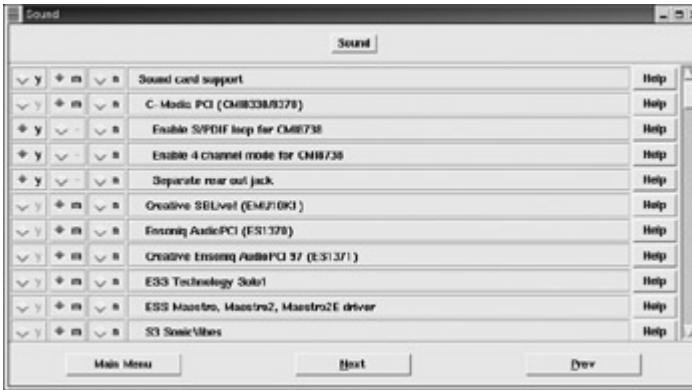 Sound
Sound
y m n Sound card support Help
y m n C-Media PCI (CMI8338/8378) Help
y - n Enable S/PDIF loop for CMI8738 Help
y - n Enable 4 channel mode for CMI8738 Help
y - n Separate rear out jack Help
y m n Creative SBLive! (EMU10K1) Help
y m n Ensoniq AudioPCI (ES1370) Help
y m n Creative Ensoniq AudioPCI 97 (ES1371) Help
y m n ESS Technology Solo1 Help
y m n ESS Maestro, Maestro2, Maestro2E driver Help
y m n S3 SonicVibes Help
Main Menu Next Prev